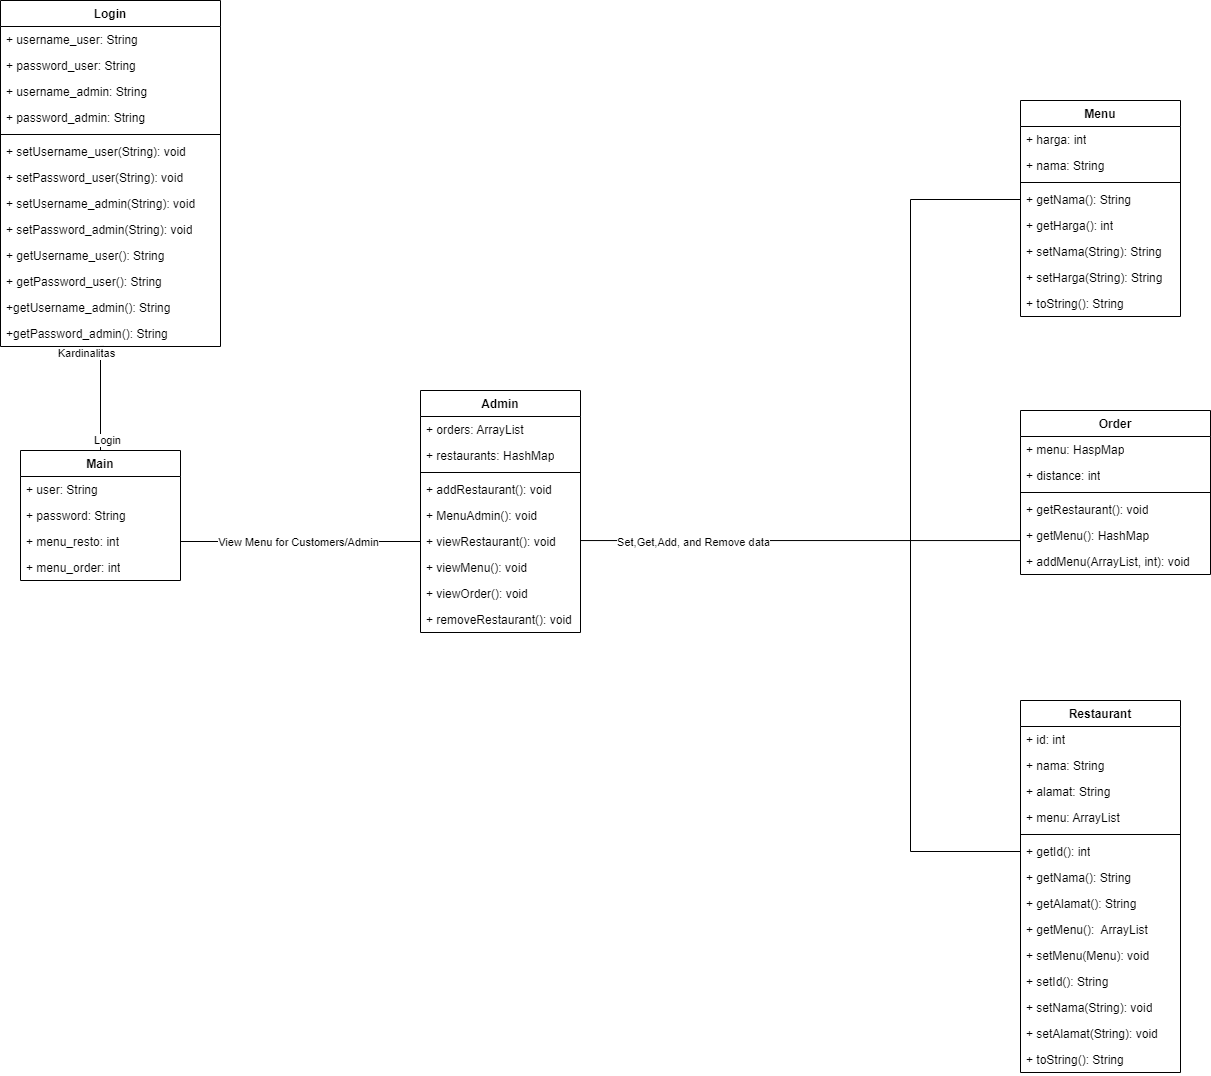 Login
+ username_user: String
+ password_user: String
+ username_admin: String
+ password_admin: String
+ setUsername_user(String): void
+ setPassword_user(String): void
+ setUsername_admin(String): void
+ setPassword_admin(String): void
+ getUsername_user(): String
+ getPassword_user(): String
+getUsername_admin(): String
+getPassword_admin(): String
Kardinalitas
Login
Main
+ user: String
+ password: String
+ menu_resto: int
+ menu_order: int
View Menu for Customers/Admin
Admin
+ orders: ArrayList
+ restaurants: HashMap
+ addRestaurant(): void
+ MenuAdmin(): void
+ viewRestaurant(): void
+ viewMenu(): void
+ viewOrder(): void
+ removeRestaurant(): void
Set,Get,Add, and Remove data
Menu
+ harga: int
+ nama: String
+ getNama(): String
+ getHarga(): int
+ setNama(String): String
+ setHarga(String): String
+ toString(): String
Order
+ menu: HaspMap
+ distance: int
+ getRestaurant(): void
+ getMenu(): HashMap
+ addMenu(ArrayList, int): void
Restaurant
+ id: int
+ nama: String
+ alamat: String
+ menu: ArrayList
+ getId(): int
+ getNama(): String
+ getAlamat(): String
+ getMenu():  ArrayList
+ setMenu(Menu): void
+ setId(): String
+ setNama(String): void
+ setAlamat(String): void
+ toString(): String